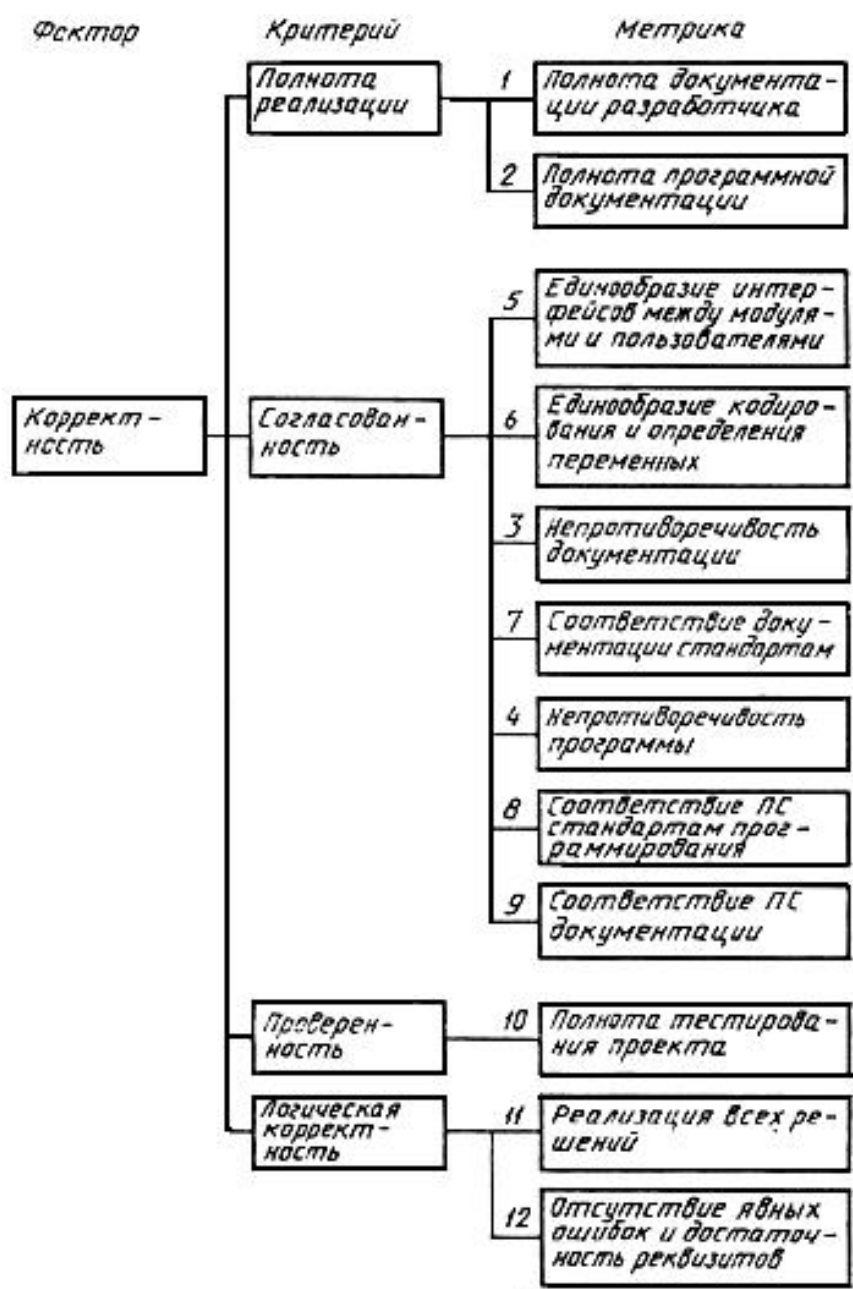 Фактор Критерий Метрика
Полнота
реализации
1
Полнота документа-
ции разработчика
2
Полнота программной
документации
Коррект-
ность
Согласован-
ность
5
Единообразие интер-
фейсов между модуля-
ми и пользователями
6
Единообразие кодиро-
вания и определения
переменных
3
Непротиворечивость
документации
7
Соответствие доку-
ментации стандартам
4
Непротиворечивость
программы
8
Соответствие ПС
стандартам прог-
раммирования
9
Соответствие ПС
документации
Проверен-
ность
10
Полнота тестирова-
ния проекта
Логическая
коррект-
ность
11
Реализация всех ре-
шений
12
Отсутствие явных
ошибок и достаточ-
ность реквизитов